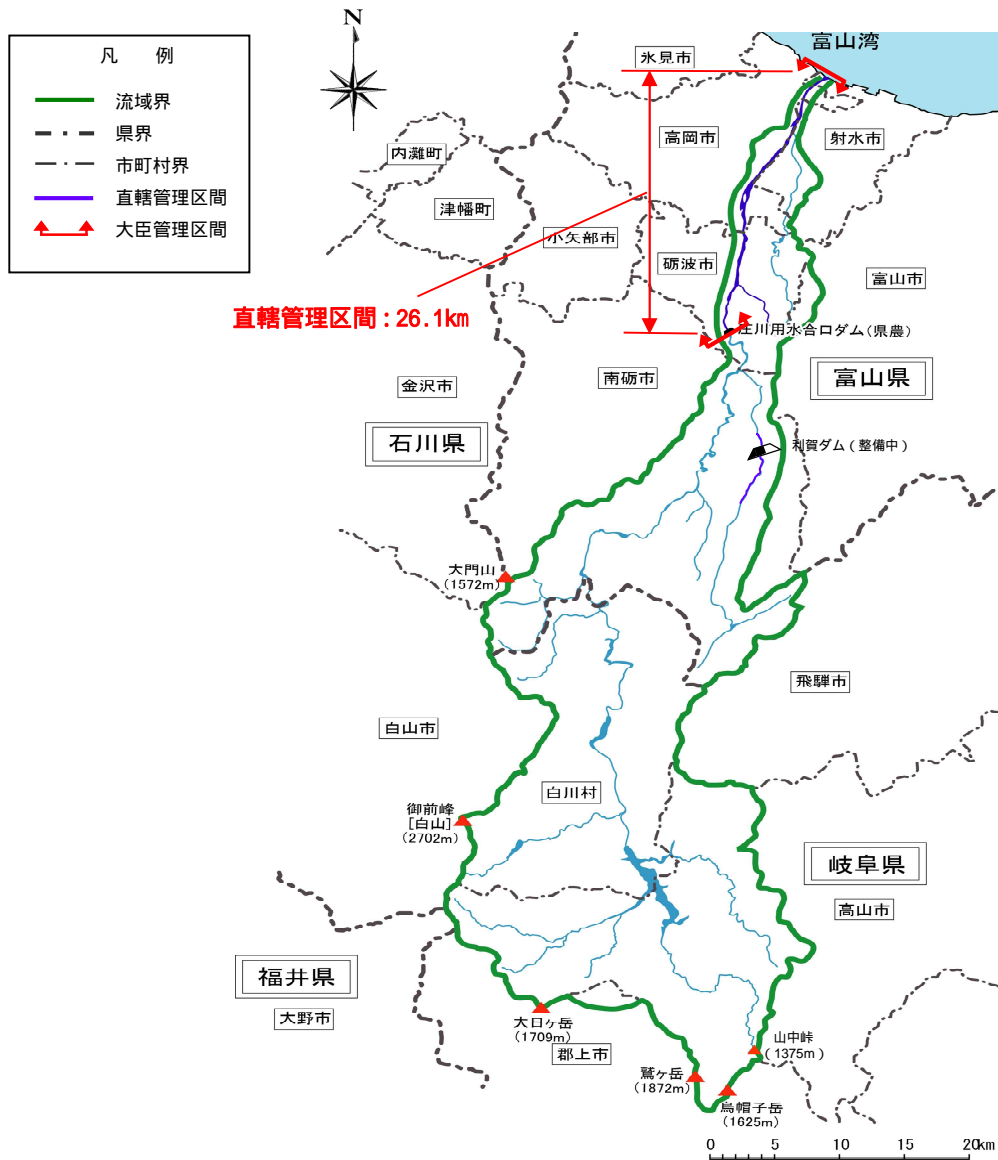 N
凡 例
流域界
県界
市町村界
直轄管理区間
大臣管理区間
富山湾
氷見市
高岡市
射水市
内灘町
津幡町
小矢部市
砺波市
富山市
直轄管理区間:26.1km
庄川用水合口ダム(県農)
金沢市
南砺市
富山県
石川県
利賀ダム(整備中)
大門山
(1572m)
飛騨市
白山市
白川村
御前峰
[白山]
(2702m)
岐阜県
高山市
福井県
大野市
大日ヶ岳
(1709m)
郡上市
山中峠
(1375m)
鷲ヶ岳
(1872m)
烏帽子岳
(1625m)
0 5 10 15 20km